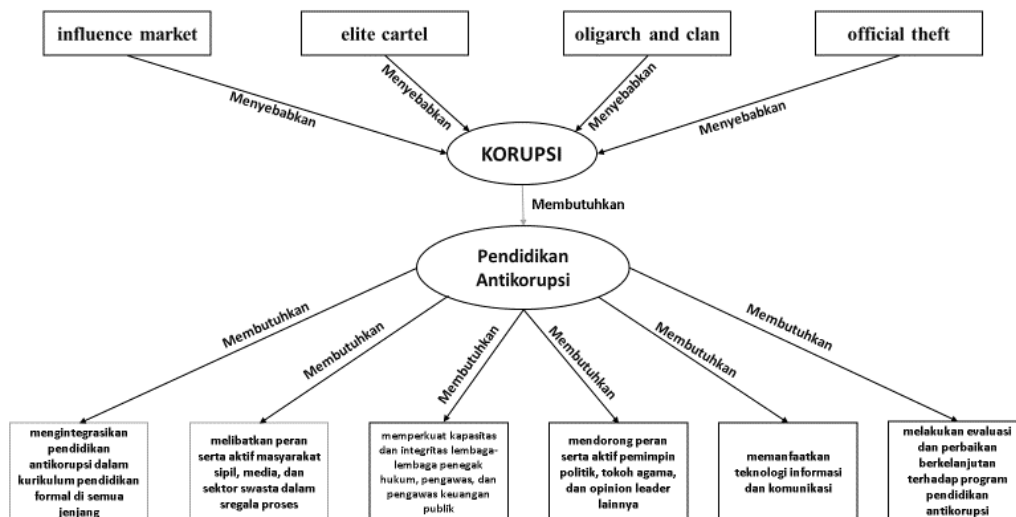 influence market
elite cartel
oligarch and clan
official theft
Menyebabkan
Menyebabkan
Menyebabkan
Menyebabkan
KORUPSI
Membutuhkan
Pendidikan
Antikorupsi
Membutuhkan
Membutuhkan
Membutuhkan
Membutuhkan
Membutuhkan
Membutuhkan
mengintegrasikan
pendidikan
antikorupsi dalam
kurikulum pendidikan
formal di semua
jenjang
melibatkan peran
serta aktif masyarakat
sipil, media, dan
sektor swasta dalam
sregala proses
memperkuat kapasitas
dan integritas lembaga-
lembaga penegak
hukum, pengawas, dan
pengawas keuangan
publik
mendorong peran
serta aktif pemimpin
politik, tokoh agama,
dan opinion leader
lainnya
memanfaatkan
teknologi informasi
dan komunikasi
melakukan evaluasi
dan perbaikan
berkelanjutan
terhadap program
pendidikan
antikorupsi